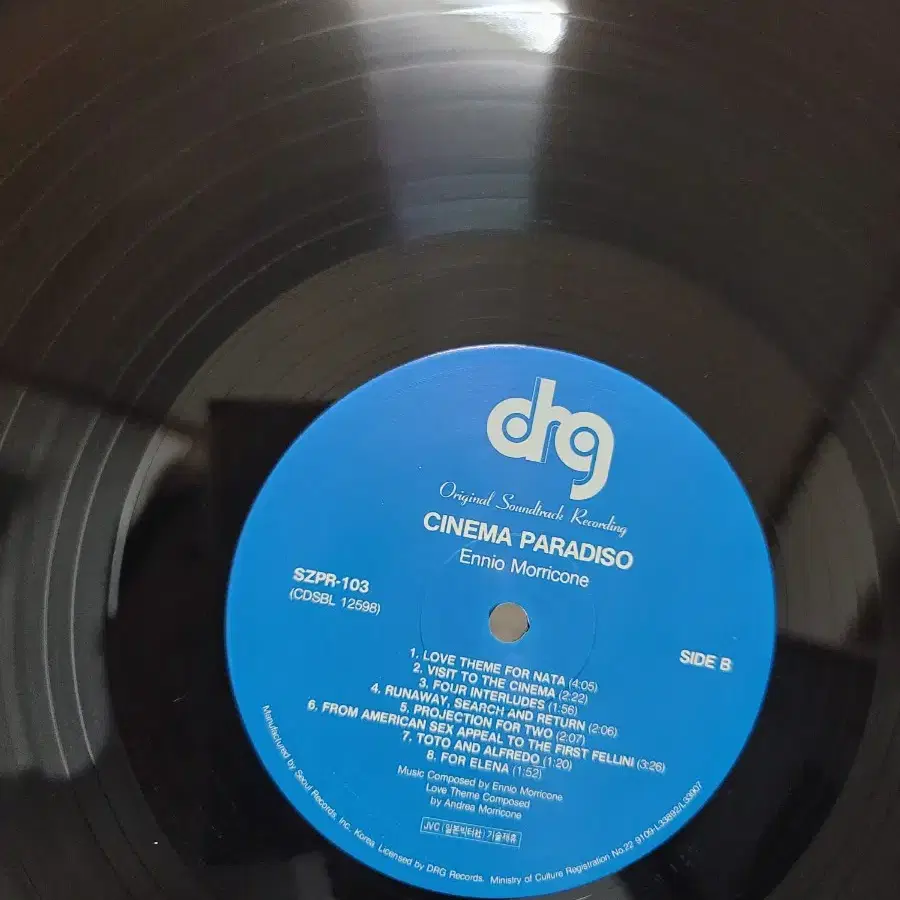 drg
Original Soundtrack Recording
CINEMA PARADISO
Ennio Morricone
SZPR-103
(CDSBL 12598)
SIDE B
1. LOVE THEME FOR NATA (4:05)
2. VISIT TO THE CINEMA (2:22)
3. FOUR INTERLUDES (1:56)
4. RUNAWAY, SEARCH AND RETURN (2:06)
5. PROJECTION FOR TWO (2:07)
6. FROM AMERICAN SEX APPEAL TO THE FIRST FELLINI (3:26)
7. TOTO AND ALFREDO (1:20)
8. FOR ELENA (1:52)
Music Composed by Ennio Morricone
Love Theme Composed
by Andrea Morricone
JVC (일본빅터社) 기술제휴
Manufactured by Seoul Records, Inc. Korea. Licensed by DRG Records. Ministry of Culture Registration No.22 9109-L33892/L33907